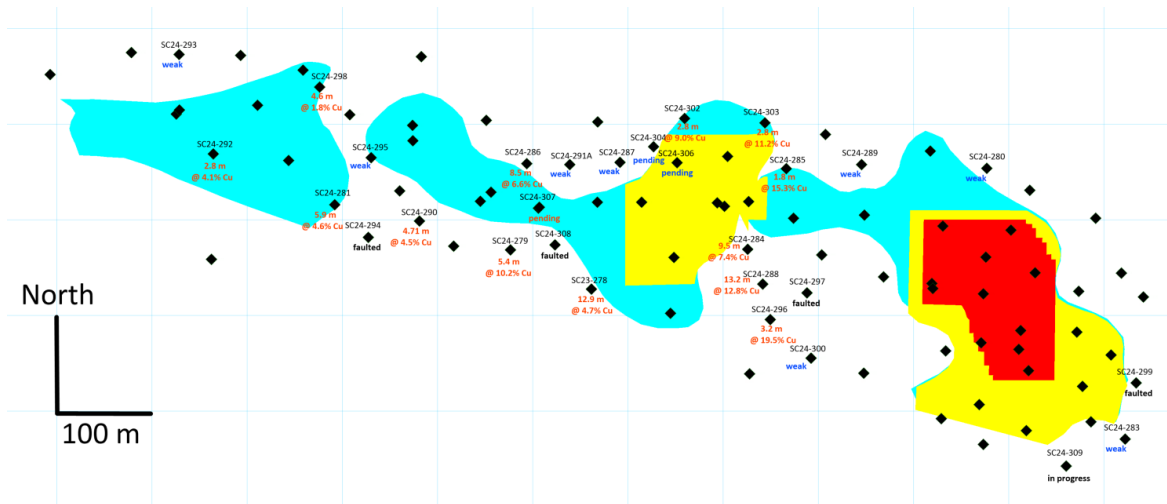 SC24-293
weak
SC24-298
4.6 m
@ 1.8% Cu
SC24-292
2.8 m
@ 4.1% Cu
SC24-281
5.9 m
@ 4.6% Cu
SC24-295
weak
SC24-294
faulted
SC24-290
4.71 m
@ 4.5% Cu
SC24-286
8.5 m
@ 6.6% Cu
SC24-291A
weak
SC24-287
weak
SC24-307
pending
SC24-279
5.4 m
@ 10.2% Cu
SC24-308
faulted
SC23-278
12.9 m
@ 4.7% Cu
SC24-302
2.8 m
@ 9.0% Cu
SC24-304
pending
SC24-306
pending
SC24-303
2.8 m
@ 11.2% Cu
SC24-285
1.8 m
@ 15.3% Cu
SC24-289
weak
SC24-280
weak
9.5 m
SC24-284
@ 7.4% Cu
SC24-288
13.2 m
@ 12.8% Cu
SC24-297
faulted
SC24-296
3.2 m
@ 19.5% Cu
SC24-300
weak
SC24-299
faulted
SC24-283
weak
SC24-309
in progress
North
100 m